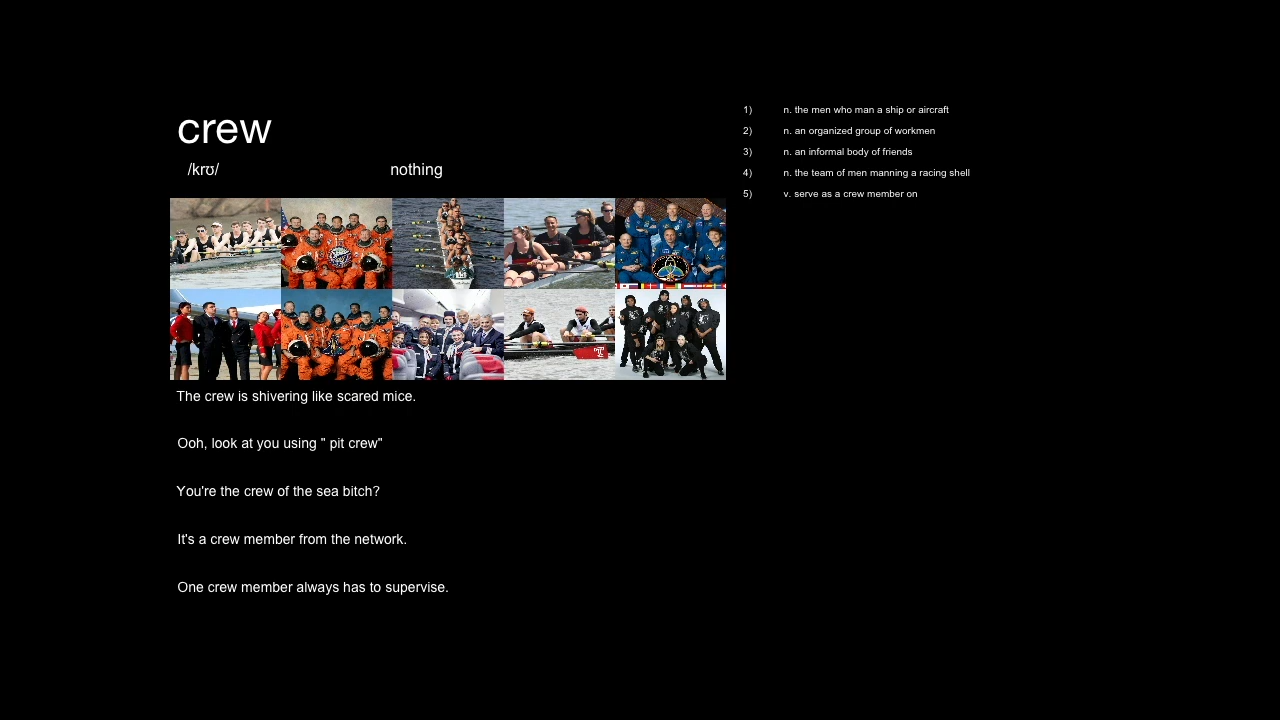 crew
/krʊ/
nothing
The crew is shivering like scared mice.
Ooh, look at you using " pit crew"
You're the crew of the sea bitch?
It's a crew member from the network.
One crew member always has to supervise.
1) n. the men who man a ship or aircraft
2) n. an organized group of workmen
3) n. an informal body of friends
4) n. the team of men manning a racing shell
5) v. serve as a crew member on